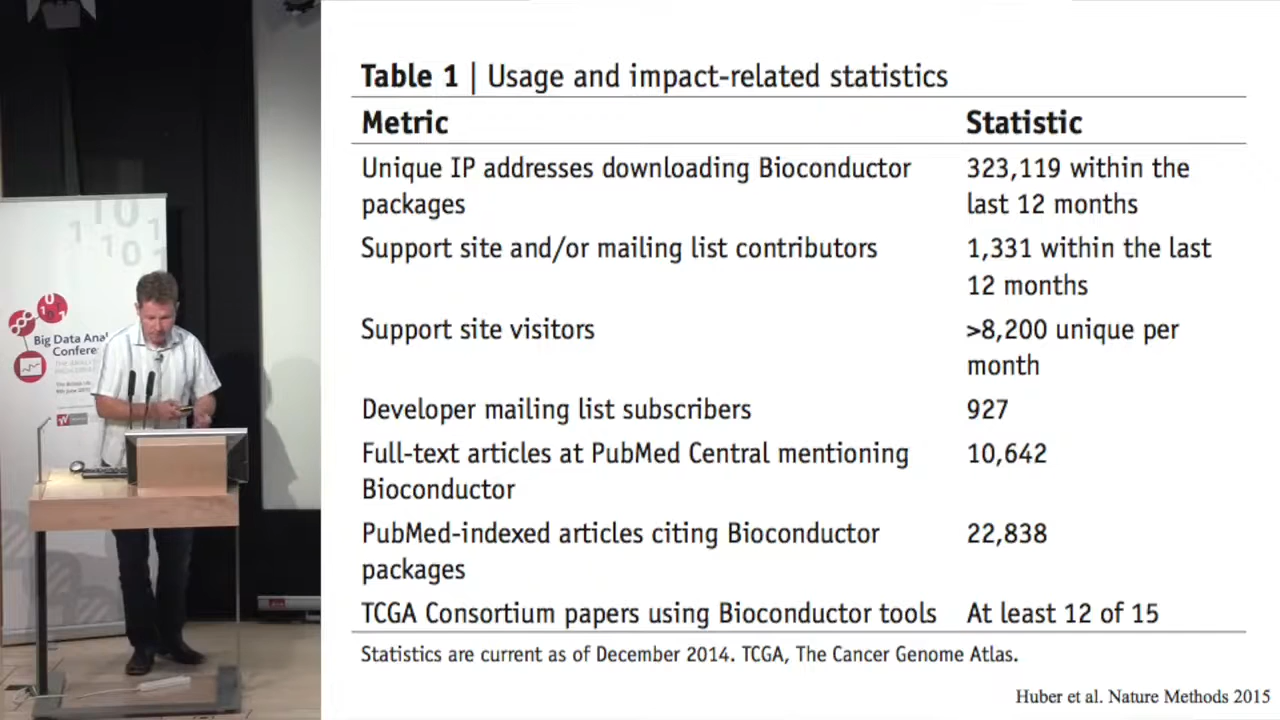 Table 1 | Usage and impact-related statistics
Metric Statistic
Unique IP addresses downloading Bioconductor 323,119 within the
packages last 12 months
Support site and/or mailing list contributors 1,331 within the last
12 months
Support site visitors >8,200 unique per
month
Developer mailing list subscribers 927
Full-text articles at PubMed Central mentioning 10,642
Bioconductor
PubMed-indexed articles citing Bioconductor 22,838
packages
TCGA Consortium papers using Bioconductor tools At least 12 of 15
Statistics are current as of December 2014. TCGA, The Cancer Genome Atlas.
Huber et al. Nature Methods 2015
Big Data